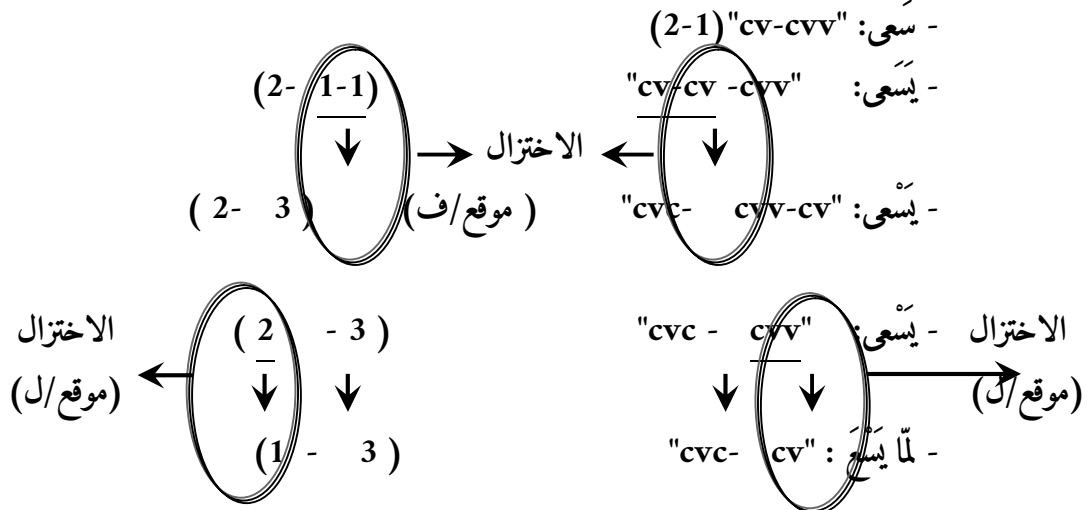 - سَعى: "cv-cvv" (2-1)
- يَسَعى: "cv-cv -cvv" (2- 1-1)
الاختزال
- يَسْعى: "cvc- cvv-cv" ( موقع/ف) ( 2- 3 )
الاختزال - يَسْعى: "cvc - cvv" ( 2 - 3 ) الاختزال
(موقع/ل) (موقع/ل)
- لمّا يَسْعَ : "cvc- cv" (1 - 3 )